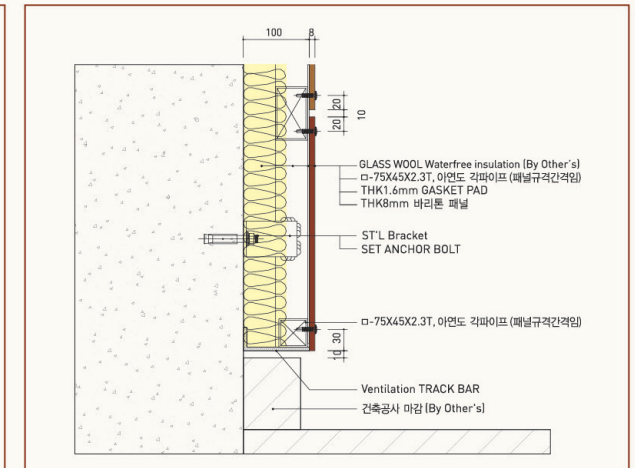 100
8
20
20
10
GLASS WOOL Waterfree insulation (By Other's)
ㅁ-75X45X2.3T, 아연도 각파이프 (패널규격간격임)
THK1.6mm GASKET PAD
THK8mm 바리톤 패널
ST'L Bracket
SET ANCHOR BOLT
ㅁ-75X45X2.3T, 아연도 각파이프 (패널규격간격임)
30
10
Ventilation TRACK BAR
건축공사 마감 (By Other's)